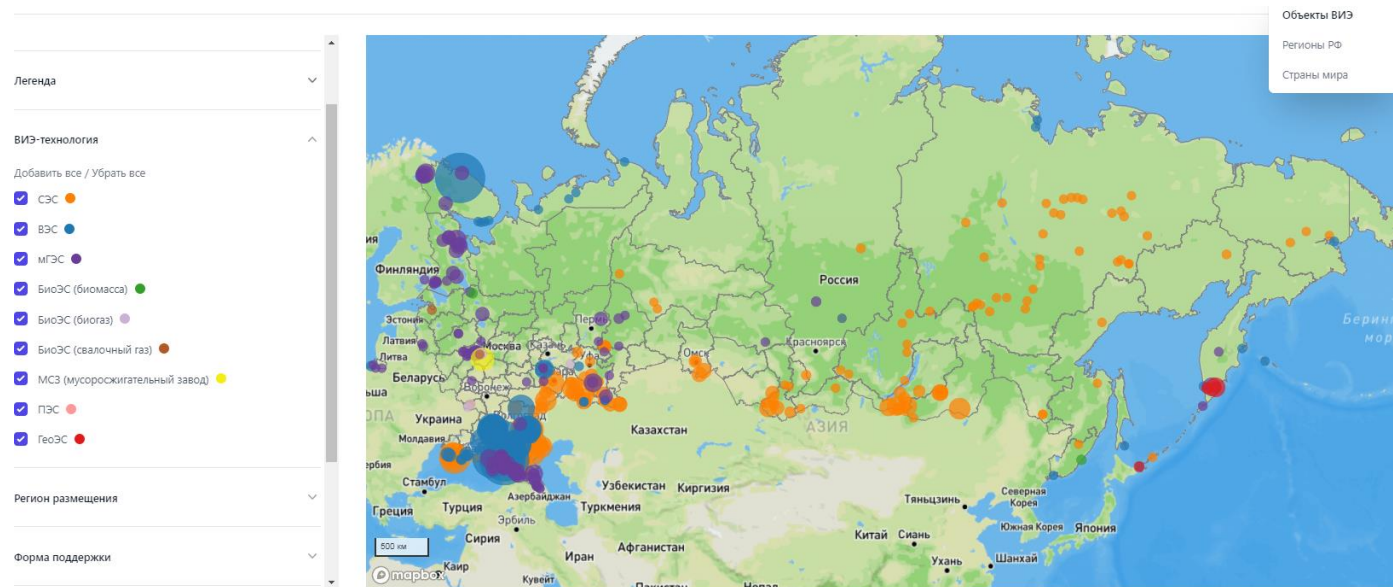 Объекты ВИЭ
Регионы РФ
Страны мира
Легенда
ВИЭ-технология
Добавить все / Убрать все
СЭС
ВЭС
мГЭС
БиоЭС (биомасса)
БиоЭС (биогаз)
БиоЭС (свалочный газ)
МСЗ (мусоросжигательный завод)
ПЭС
ГеоЭС
Регион размещения
Форма поддержки
Финляндия
Россия
Эстония
Пермь
Латвия
Москва
Казань
Литва
Уфа
Омск
Красноярск
Беларусь
Воронеж
Украина
Казахстан
АЗИЯ
Молдавия
Стамбул
Азербайджан
Узбекистан
Киргизия
Греция
Турция
Туркмения
Эрбиль
Тяньцзинь
Северная
Корея
Южная Корея
Япония
Сирия
Иран
Афганистан
Китай
Сиань
Шанхай
Ухань
500 км
mapbox
Каир
Кувейт